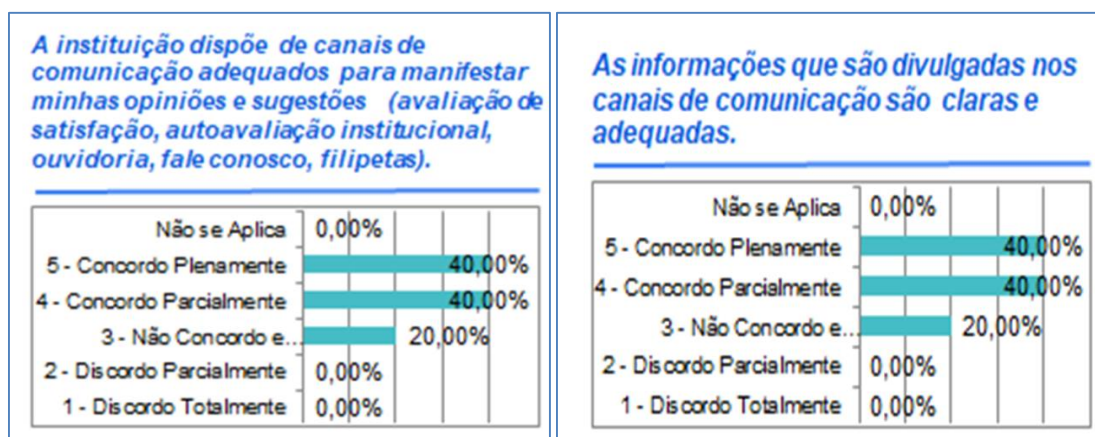 A instituição dispõe de canais de
comunicação adequados para manifestar
minhas opiniões e sugestões (avaliação de
satisfação, autoavaliação institucional,
ouvidoria, fale conosco, filipetas).
Não se Aplica 0,00%
5 - Concordo Plenamente 40,00%
4 - Concordo Parcialmente 40,00%
3 - Não Concordo e... 20,00%
2 - Discordo Parcialmente 0,00%
1 - Discordo Totalmente 0,00%
As informações que são divulgadas nos
canais de comunicação são claras e
adequadas.
Não se Aplica 0,00%
5 - Concordo Plenamente 40,00%
4 - Concordo Parcialmente 40,00%
3 - Não Concordo e... 20,00%
2 - Discordo Parcialmente 0,00%
1 - Discordo Totalmente 0,00%